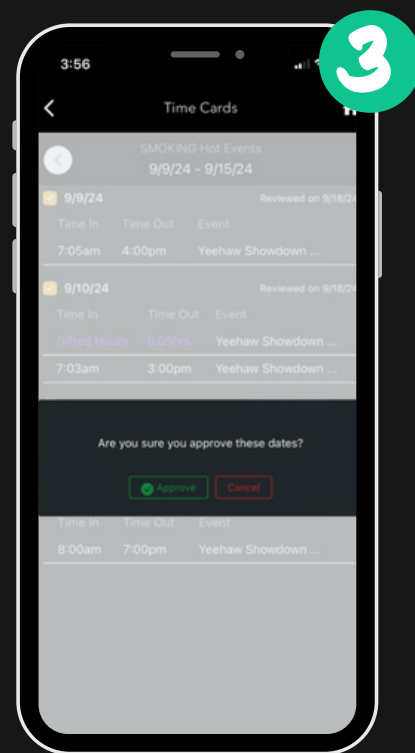 3
3:56
Time Cards
SMOKING Hot Events
9/9/24 - 9/15/24
9/9/24 Reviewed on 9/18/24
Time In Time Out Event
7:05am 4:00pm Yeehaw Showdown ...
9/10/24 Reviewed on 9/18/24
Time In Time Out Event
Gifted Hours 0.05hrs Yeehaw Showdown ...
7:03am 3:00pm Yeehaw Showdown ...
Are you sure you approve these dates?
Approve Cancel
Time In Time Out Event
8:00am 7:00pm Yeehaw Showdown ...